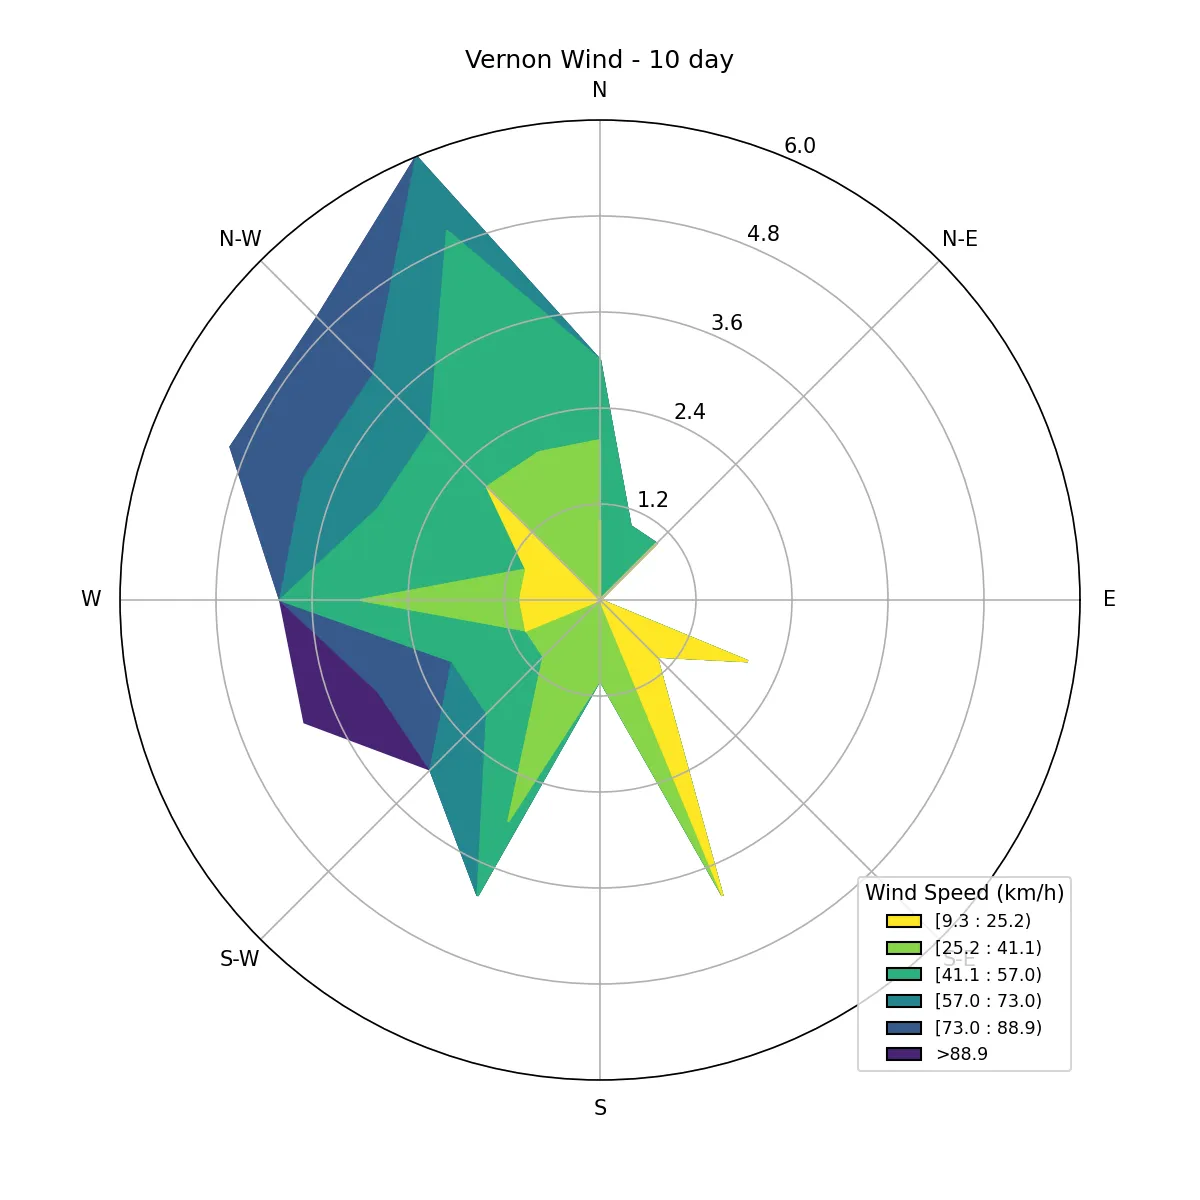 Vernon Wind - 10 day
N
6.0
N-W
4.8
N-E
3.6
2.4
1.2
W
E
S-W
S-E
S
Wind Speed (km/h)
[9.3 : 25.2)
[25.2 : 41.1)
[41.1 : 57.0)
[57.0 : 73.0)
[73.0 : 88.9)
>88.9